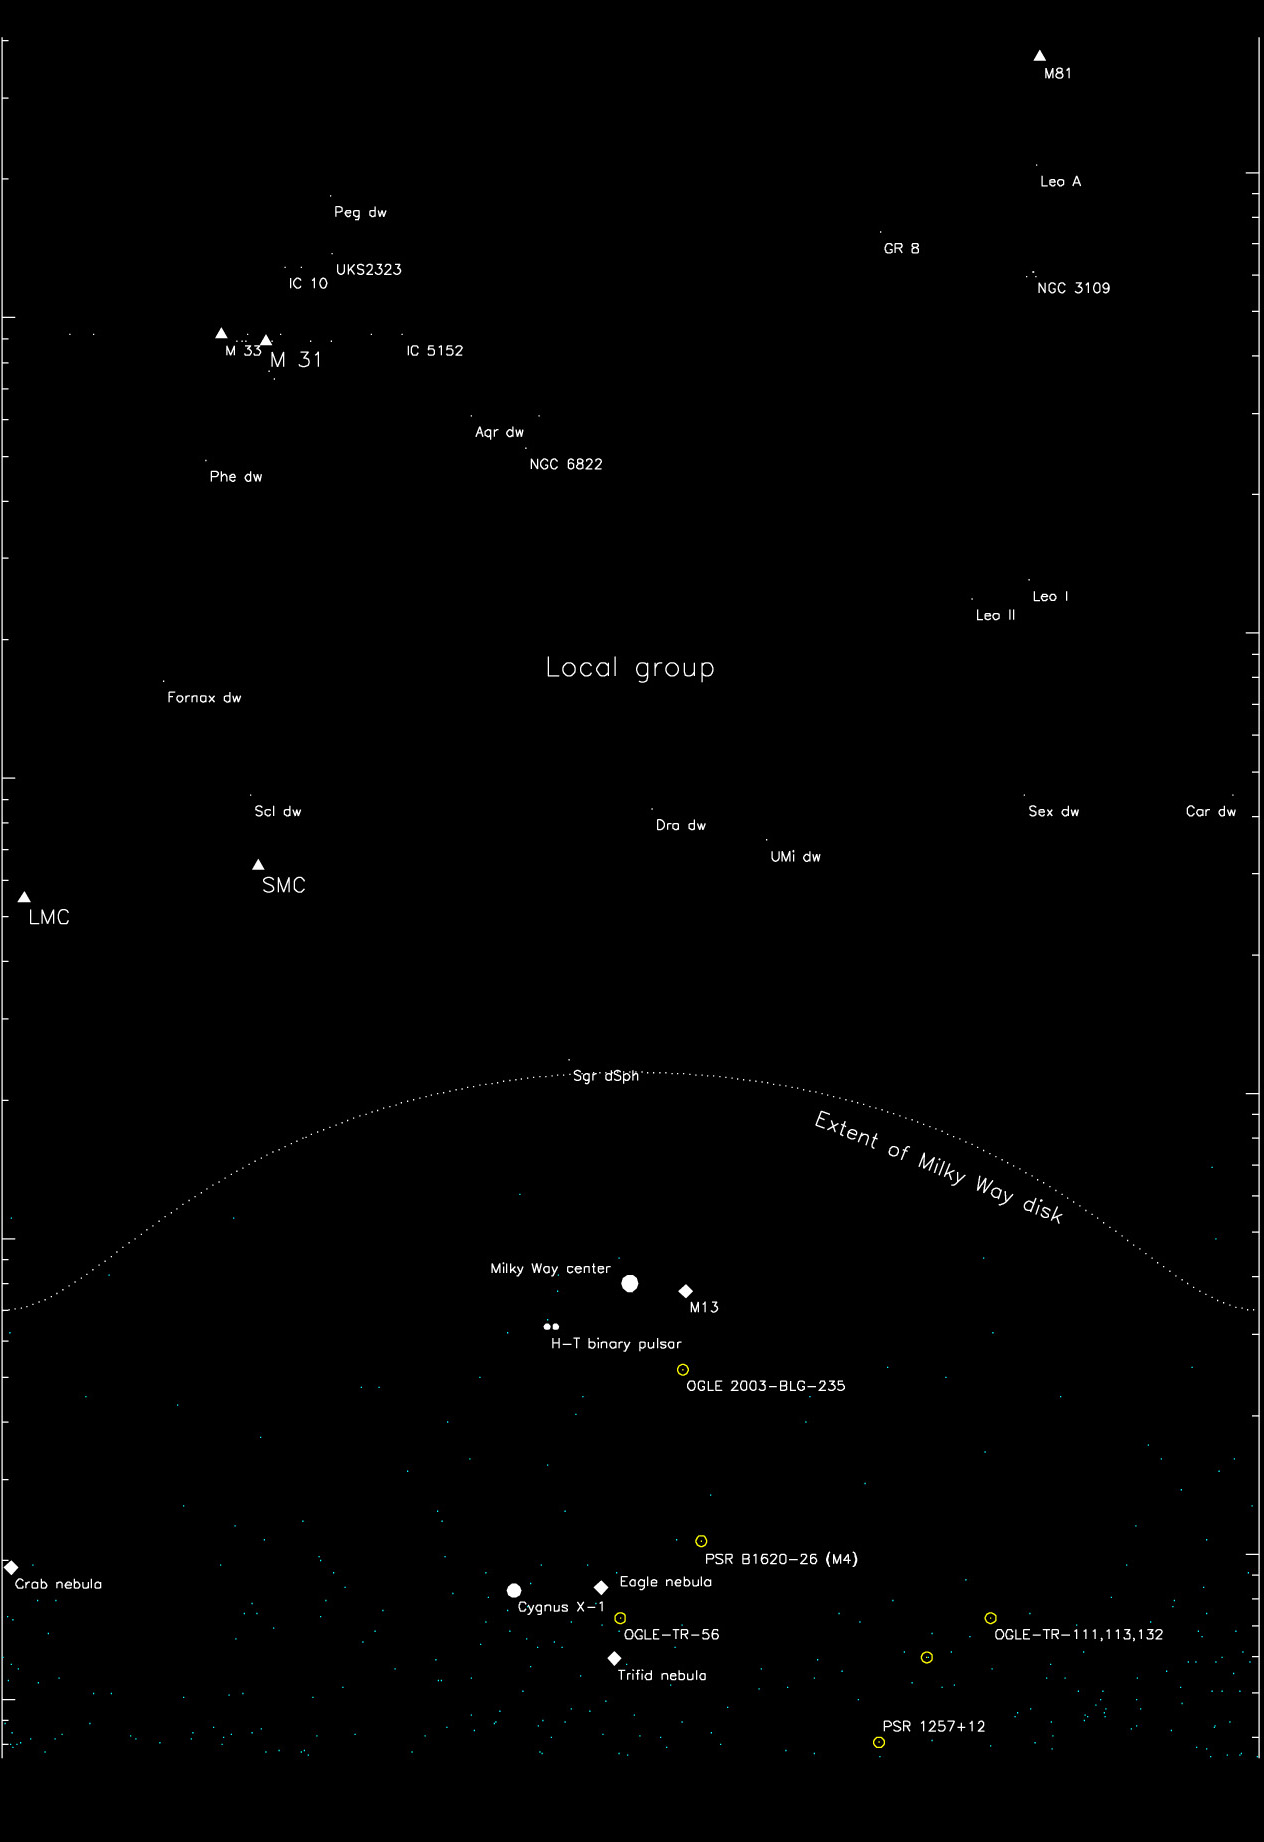 M81
Leo A
Peg dw
GR 8
UKS2323
IC 10
NGC 3109
M 33
M 31
IC 5152
Aqr dw
NGC 6822
Phe dw
Leo I
Leo II
Local group
Fornax dw
Scl dw
Sex dw
Car dw
Dra dw
UMi dw
SMC
LMC
Sgr dSph
Extent of Milky Way disk
Milky Way center
M13
H-T binary pulsar
OGLE 2003-BLG-235
PSR B1620-26 (M4)
Crab nebula
Eagle nebula
Cygnus X-1
OGLE-TR-56
OGLE-TR-111,113,132
Trifid nebula
PSR 1257+12